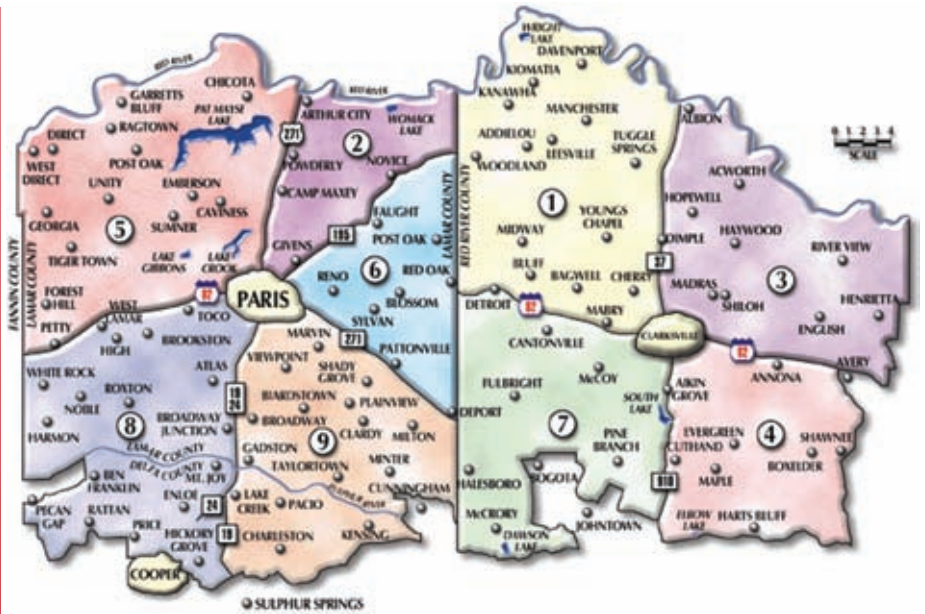 RED RIVER
CHICOTA
GARRETTS
BLUFF
PAT MAYSE
LAKE
RAGTOWN
DIRECT
WEST
DIRECT
POST OAK
UNITY
EMBERSON
CAVINESS
GEORGIA
SUMNER
5
TIGER TOWN
LAKE
GIBBONS
LAKE
CROOK
FOREST
HILL
PETTY
FANNIN COUNTY
LAMAR COUNTY
82
PARIS
RED RIVER
ARTHUR CITY
WOMACK
LAKE
271
2
POWDERLY
NOVICE
CAMP MAXEY
GIVENS
195
FAUGHT
POST OAK
6
RED OAK
RENO
BLOSSOM
SYLVAN
271
PATTONVILLE
LAMAR COUNTY
RED RIVER COUNTY
WRIGHT
LAKE
DAVENPORT
KIOMATIA
KANAWHA
MANCHESTER
ADDIELOU
LEESVILLE
TUGGLE
SPRINGS
WOODLAND
1
MIDWAY
YOUNGS
CHAPEL
BLUFF
BAGWELL
CHERRY
DETROIT
82
MABRY
CLARKSVILLE
ALBION
0 1 2 3 4
SCALE
ACWORTH
HOPEWELL
DIMPLE
HAYWOOD
RIVER VIEW
37
3
MADRAS
SHILOH
HENRIETTA
ENGLISH
82
ANNONA
AVERY
WEST
LAMAR
TOCO
HIGH
BROOKSTON
WHITE ROCK
ROXTON
ATLAS
NOBLE
19
24
HARMON
8
BROADWAY
JUNCTION
LAMAR COUNTY
DELTA COUNTY
MT. JOY
BEN
FRANKLIN
ENLOE
24
PECAN
GAP
RATTAN
PRICE
HICKORY
GROVE
19
COOPER
MARVIN
VIEWPOINT
SHADY
GROVE
BIARDSTOWN
PLAINVIEW
BROADWAY
CLARDY
MILTON
9
GADSTON
TAYLORTOWN
MINTER
SULPHUR
RIVER
CUNNINGHAM
LAKE
CREEK
PACIO
CHARLESTON
KENSING
SULPHUR SPRINGS
CANTONVILLE
McCOY
FULBRIGHT
DEPORT
7
SOUTH
LAKE
PINE
BRANCH
HALESBORO
BOGOTA
McCRORY
DAWSON
LAKE
JOHNTOWN
AIKIN
GROVE
EVERGREEN
4
SHAWNEE
CUTHAND
BOXELDER
MAPLE
910
ELBOW
LAKE
HARTS BLUFF